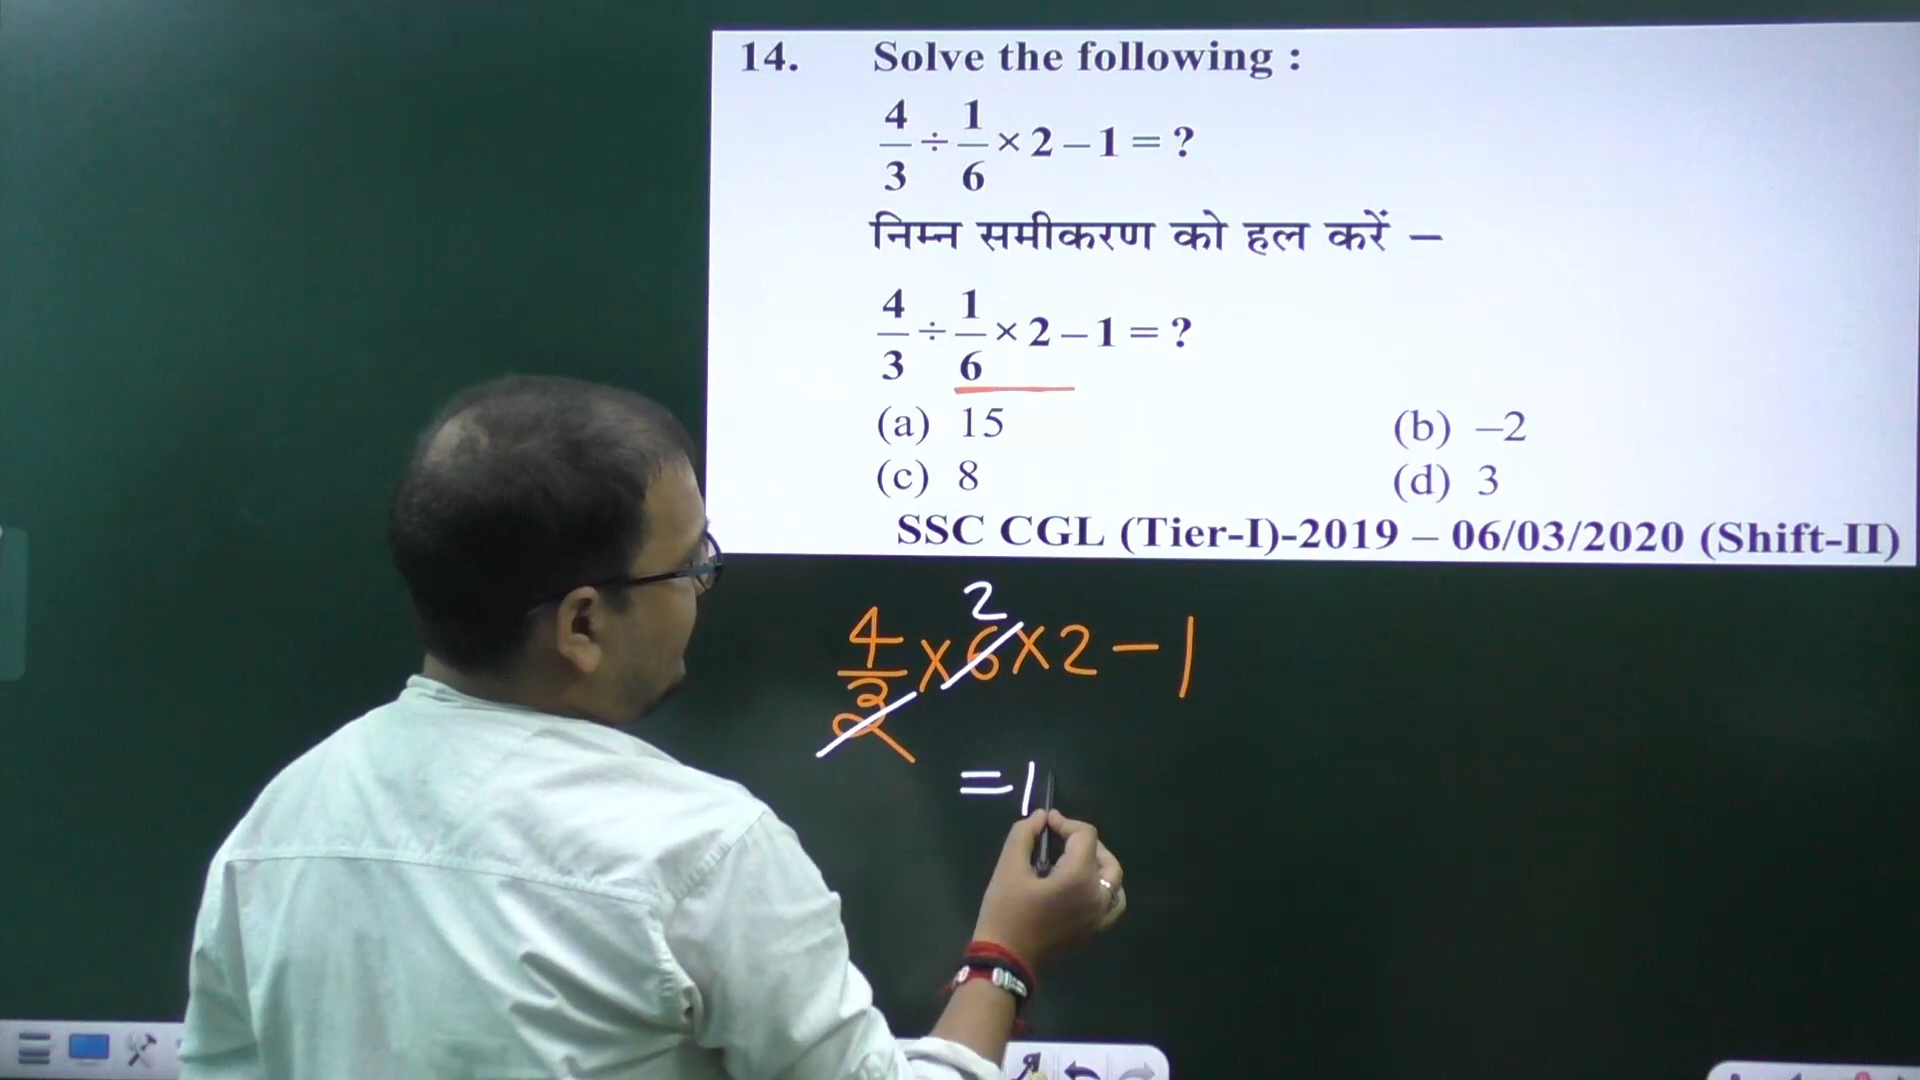 14. Solve the following :
4/3 ÷ 1/6 × 2 – 1 = ?
निम्न समीकरण को हल करें –
4/3 ÷ 1/6 × 2 – 1 = ?
(a) 15 (b) –2
(c) 8 (d) 3
SSC CGL (Tier-I)-2019 – 06/03/2020 (Shift-II)
2
4/3 × 6 × 2 – 1
= 1